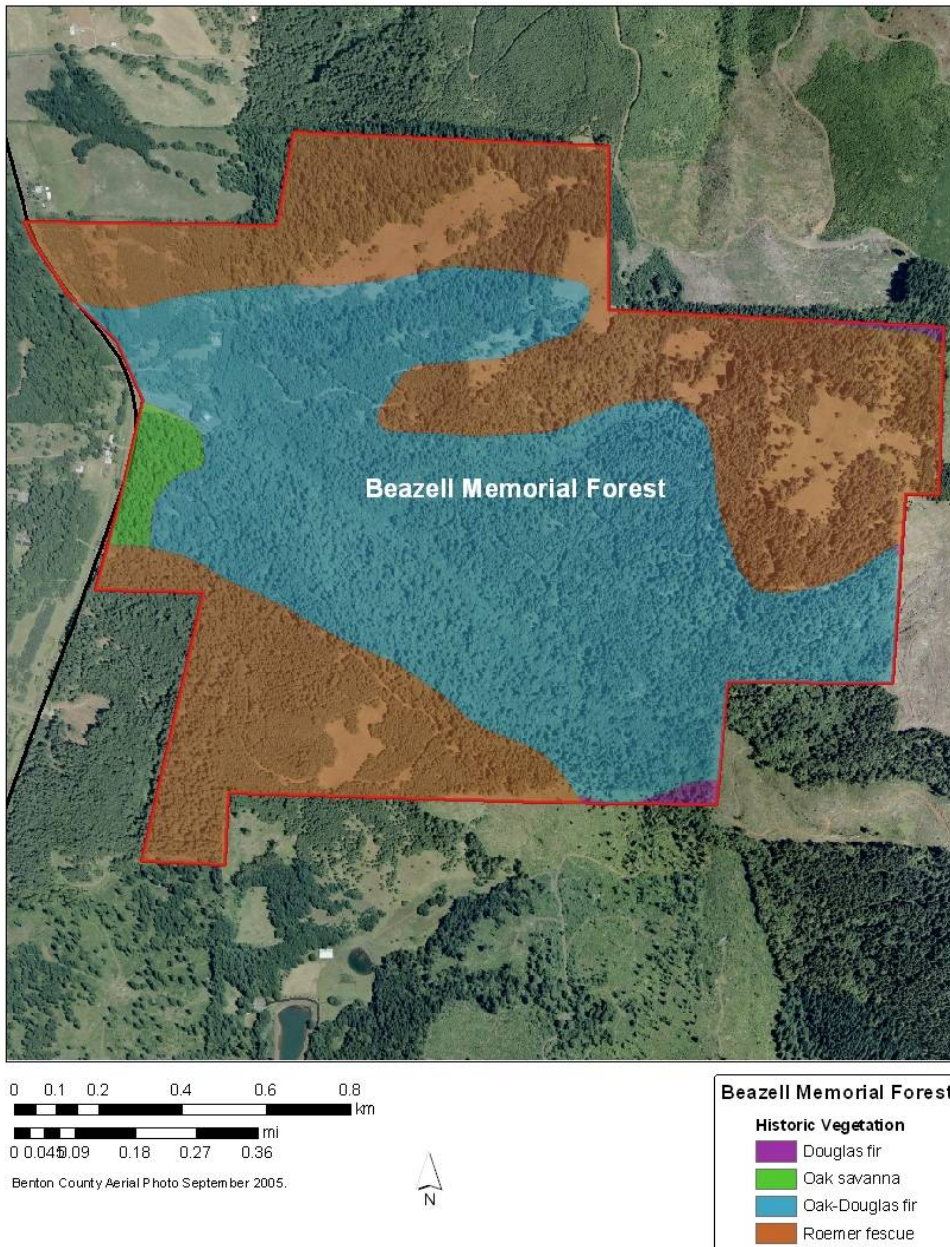 Beazell Memorial Forest
0 0.1 0.2 0.4 0.6 0.8
km
mi
0 0.045 0.09 0.18 0.27 0.36
Benton County Aerial Photo September 2005.
N
Beazell Memorial Forest
Historic Vegetation
Douglas fir
Oak savanna
Oak-Douglas fir
Roemer fescue